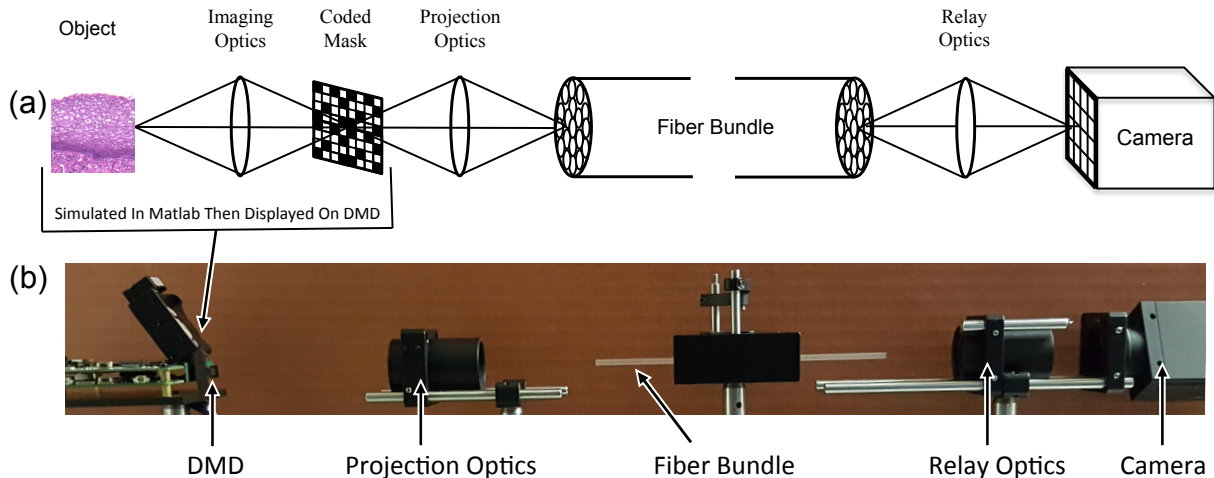 Object
Imaging
Optics
Coded
Mask
Projection
Optics
Relay
Optics
(a)
Fiber Bundle
Camera
Simulated In Matlab Then Displayed On DMD
(b)
DMD
Projection Optics
Fiber Bundle
Relay Optics
Camera